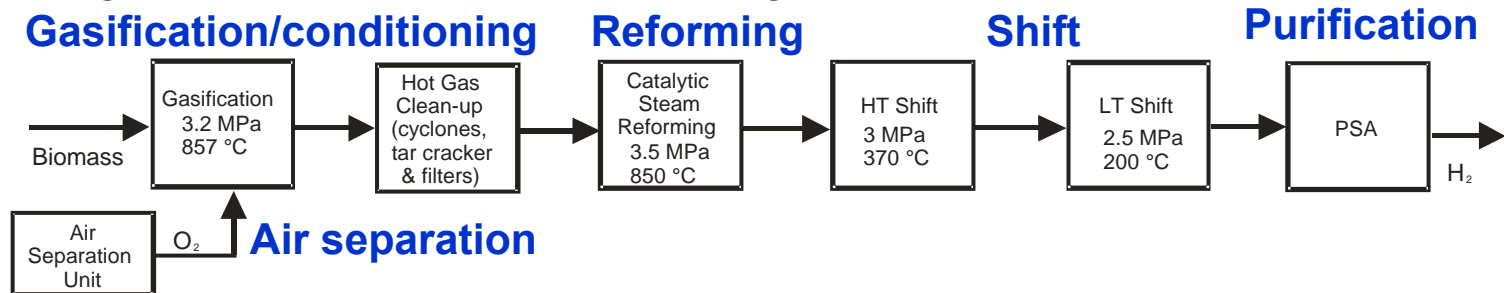 Gasification/conditioning
Reforming
Shift
Purification
Biomass
Gasification
3.2 MPa
857 °C
Hot Gas
Clean-up
(cyclones,
tar cracker
& filters)
Catalytic
Steam
Reforming
3.5 MPa
850 °C
HT Shift
3 MPa
370 °C
LT Shift
2.5 MPa
200 °C
PSA
H₂
Air
Separation
Unit
O₂
Air separation